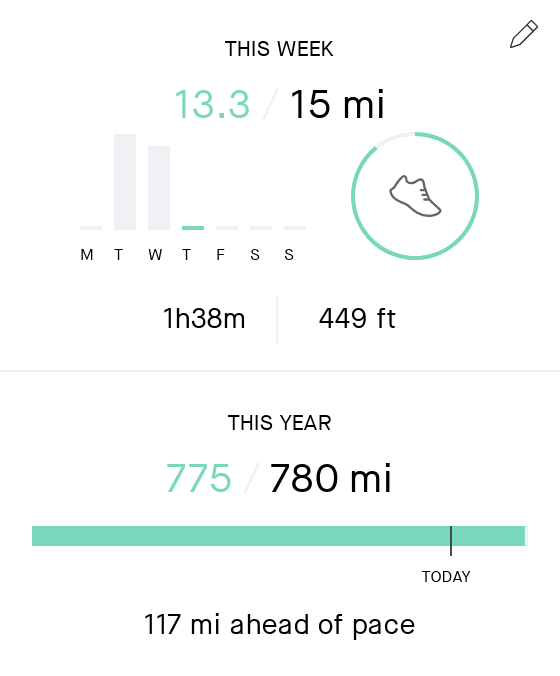 THIS WEEK
13.3 / 15 mi
M T W T F S S
1h38m 449 ft
THIS YEAR
775 / 780 mi
TODAY
117 mi ahead of pace